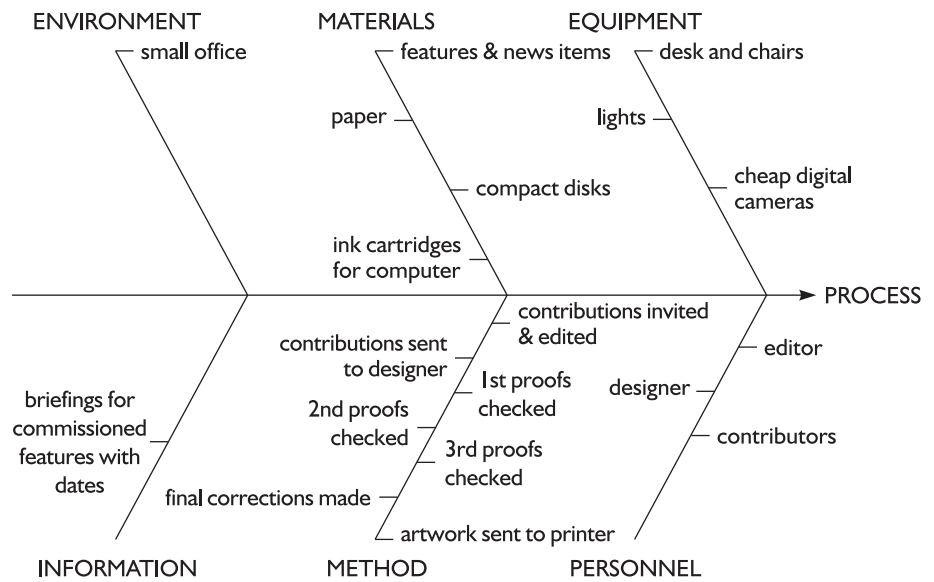 ENVIRONMENT
small office
MATERIALS
features & news items
paper
compact disks
ink cartridges
for computer
EQUIPMENT
desk and chairs
lights
cheap digital
cameras
PROCESS
briefings for
commissioned
features with
dates
INFORMATION
contributions invited
& edited
contributions sent
to designer
1st proofs
checked
2nd proofs
checked
3rd proofs
checked
final corrections made
artwork sent to printer
METHOD
editor
designer
contributors
PERSONNEL